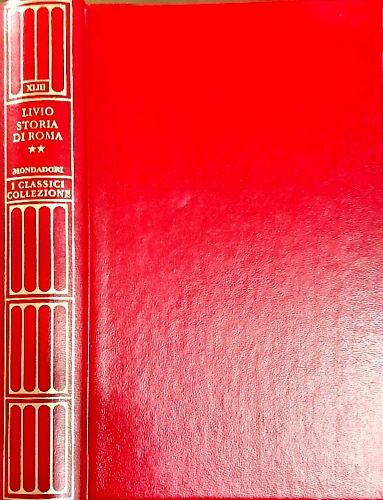 XLIII
LIVIO
STORIA
DI ROMA
★★
MONDADORI
I CLASSICI
COLLEZIONE